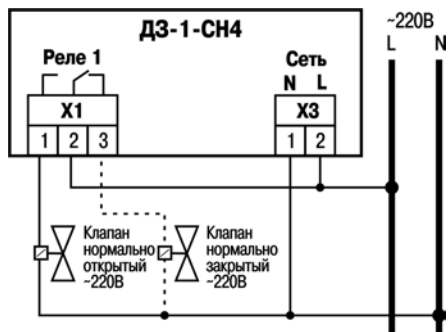 ДЗ-1-СН4
~220В
L N
Реле 1
Сеть
N L
X1
X3
1 2 3
1 2
Клапан
нормально
открытый
~220В
Клапан
нормально
закрытый
~220В